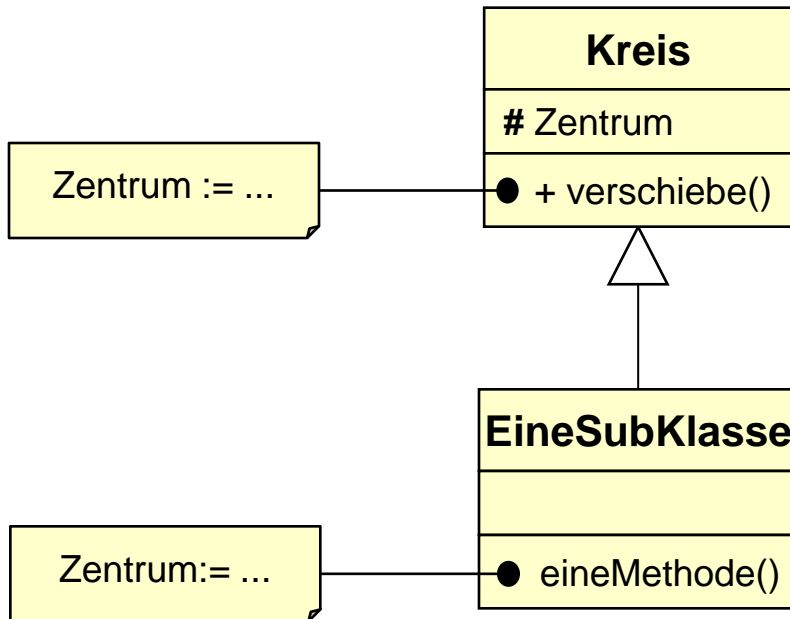 Kreis
# Zentrum
Zentrum := ...
+ verschiebe()
EineSubKlasse
Zentrum:= ...
eineMethode()